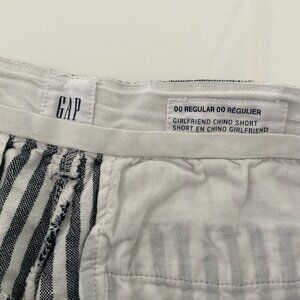 GAP
00 REGULAR 00 RÉGULIER
GIRLFRIEND CHINO SHORT
SHORT EN CHINO GIRLFRIEND